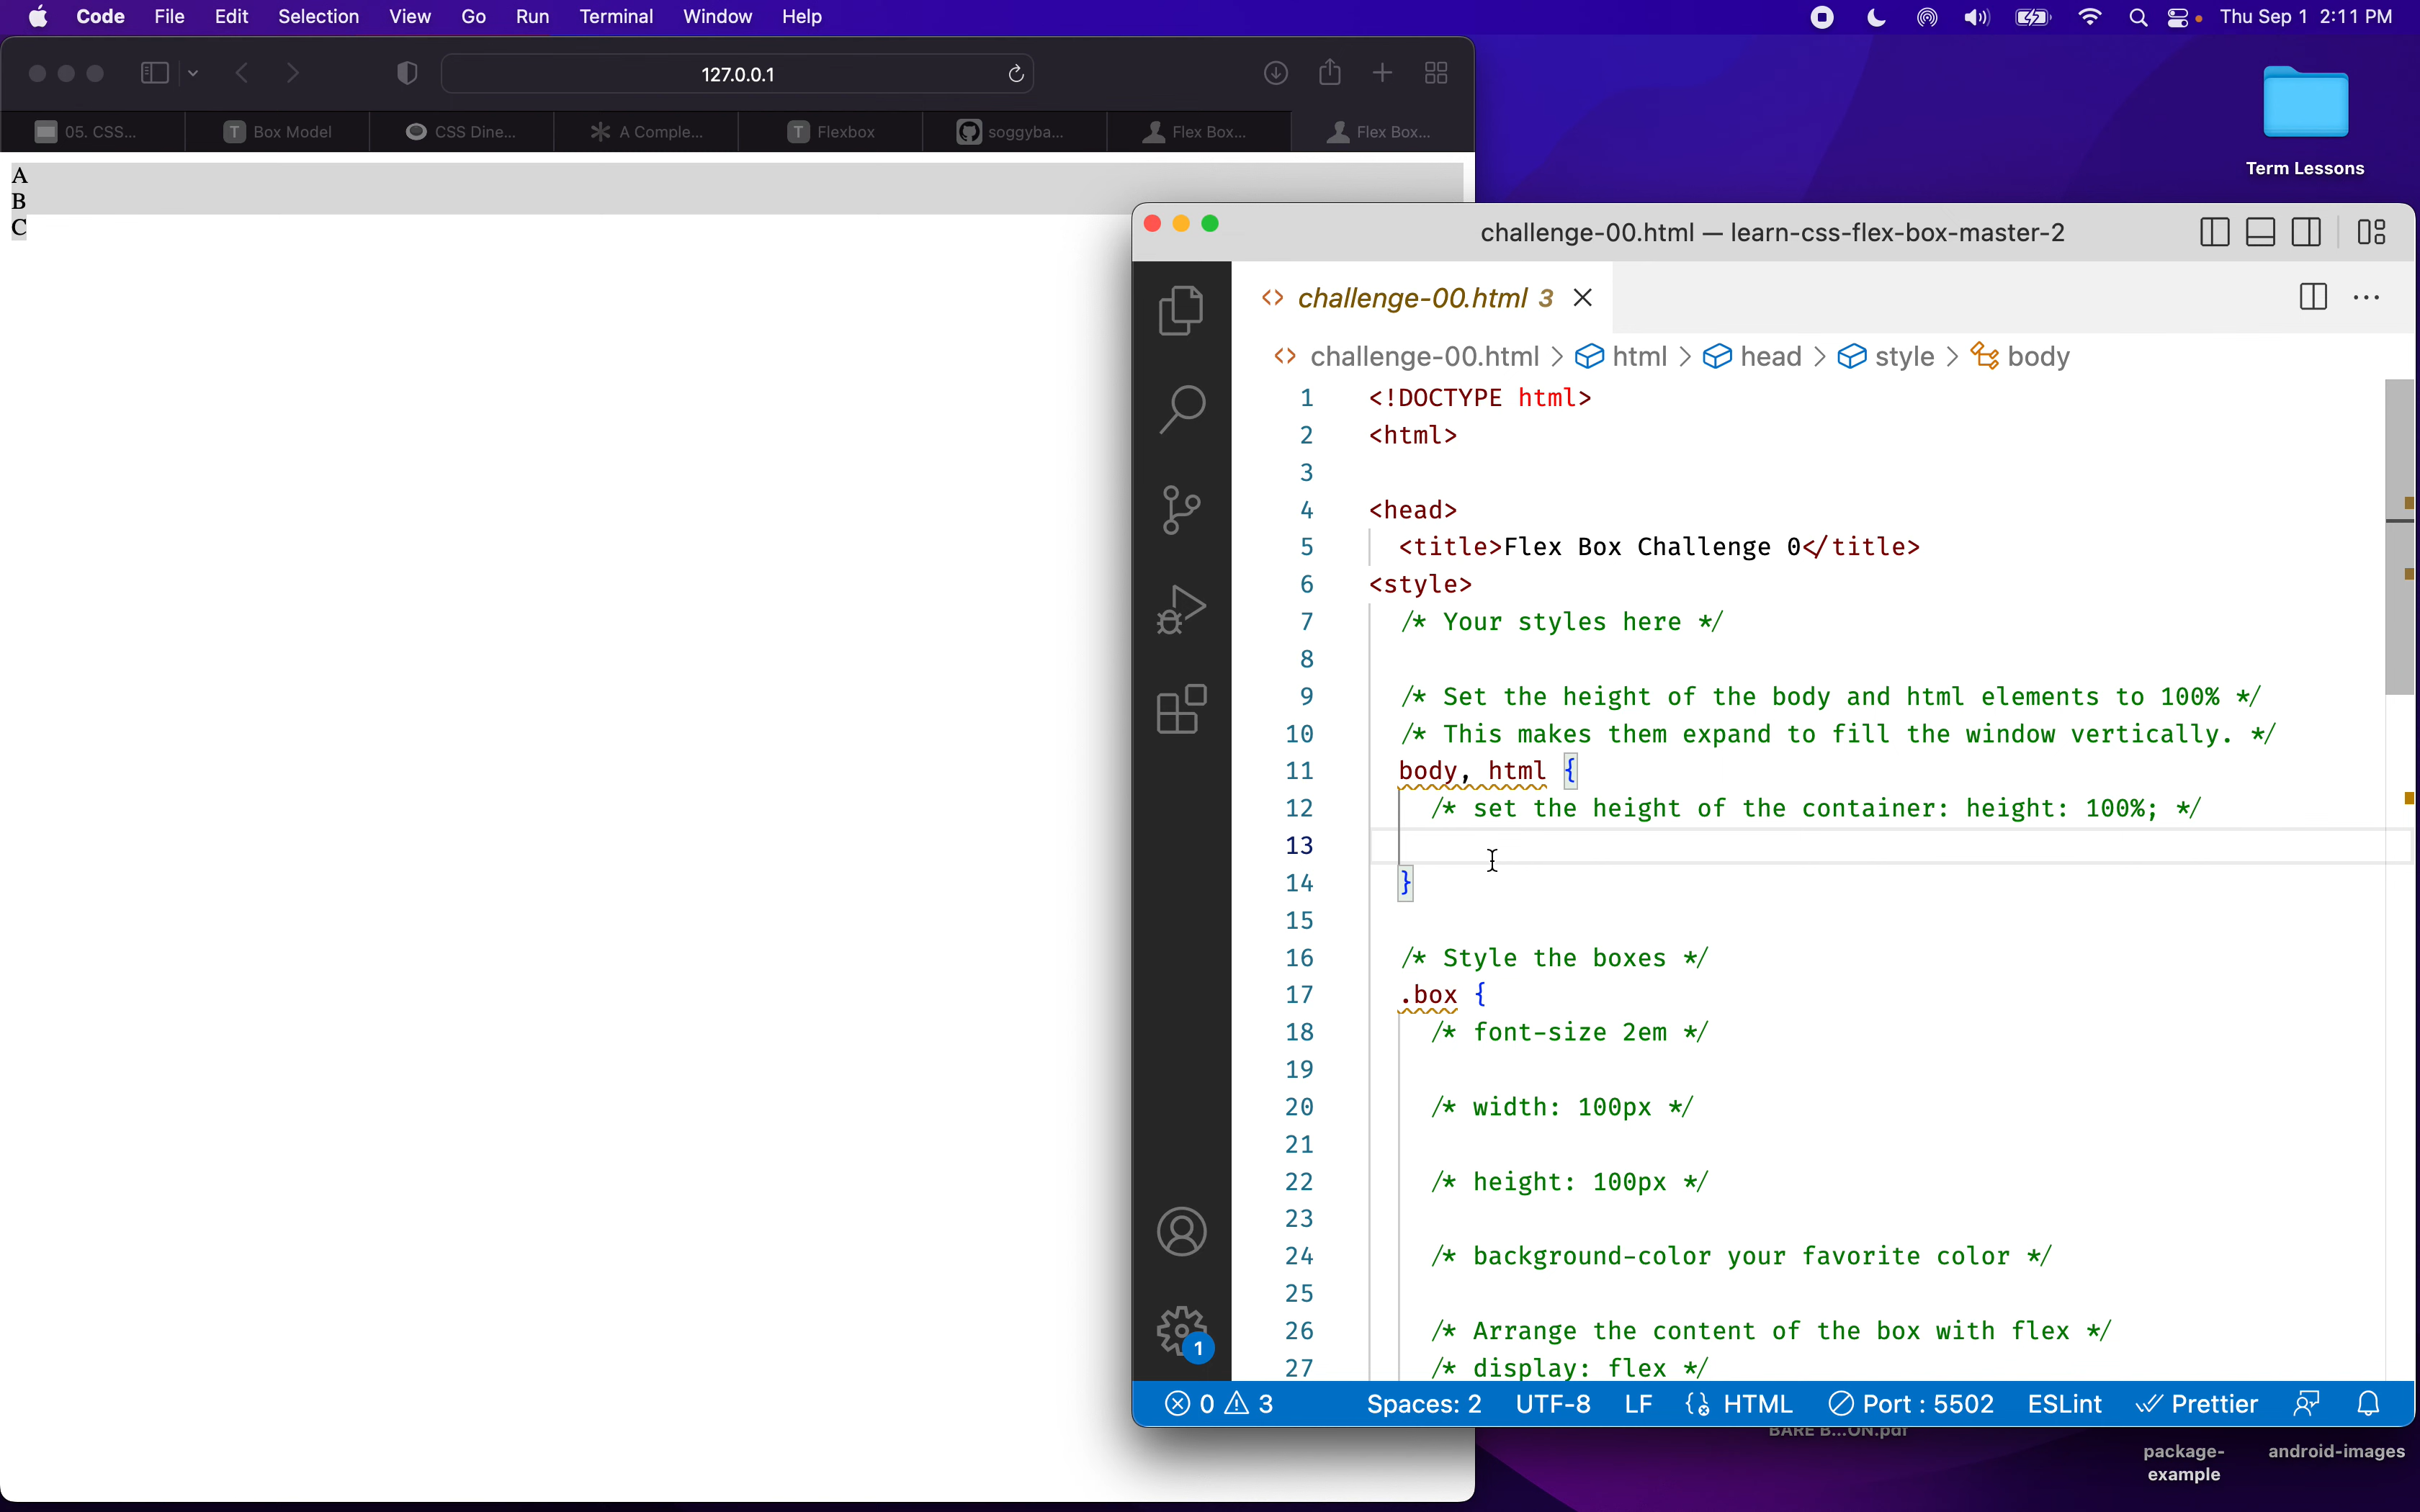 Code File Edit Selection View Go Run Terminal Window Help Thu Sep 1 2:11 PM
127.0.0.1
05. CSS... Box Model CSS Dine... A Comple... Flexbox soggyba... Flex Box... Flex Box...
Term Lessons
A
B
C
challenge-00.html — learn-css-flex-box-master-2
challenge-00.html 3
challenge-00.html > html > head > style > body
1 <!DOCTYPE html>
2 <html>
3
4 <head>
5 <title>Flex Box Challenge 0</title>
6 <style>
7 /* Your styles here */
8
9 /* Set the height of the body and html elements to 100% */
10 /* This makes them expand to fill the window vertically. */
11 body, html {
12 /* set the height of the container: height: 100%; */
13
14 }
15
16 /* Style the boxes */
17 .box {
18 /* font-size 2em */
19
20 /* width: 100px */
21
22 /* height: 100px */
23
24 /* background-color your favorite color */
25
26 /* Arrange the content of the box with flex */
27 /* display: flex */
1
0 3 Spaces: 2 UTF-8 LF HTML Port : 5502 ESLint Prettier
BARE B...ON.pdf
package-
example
android-images